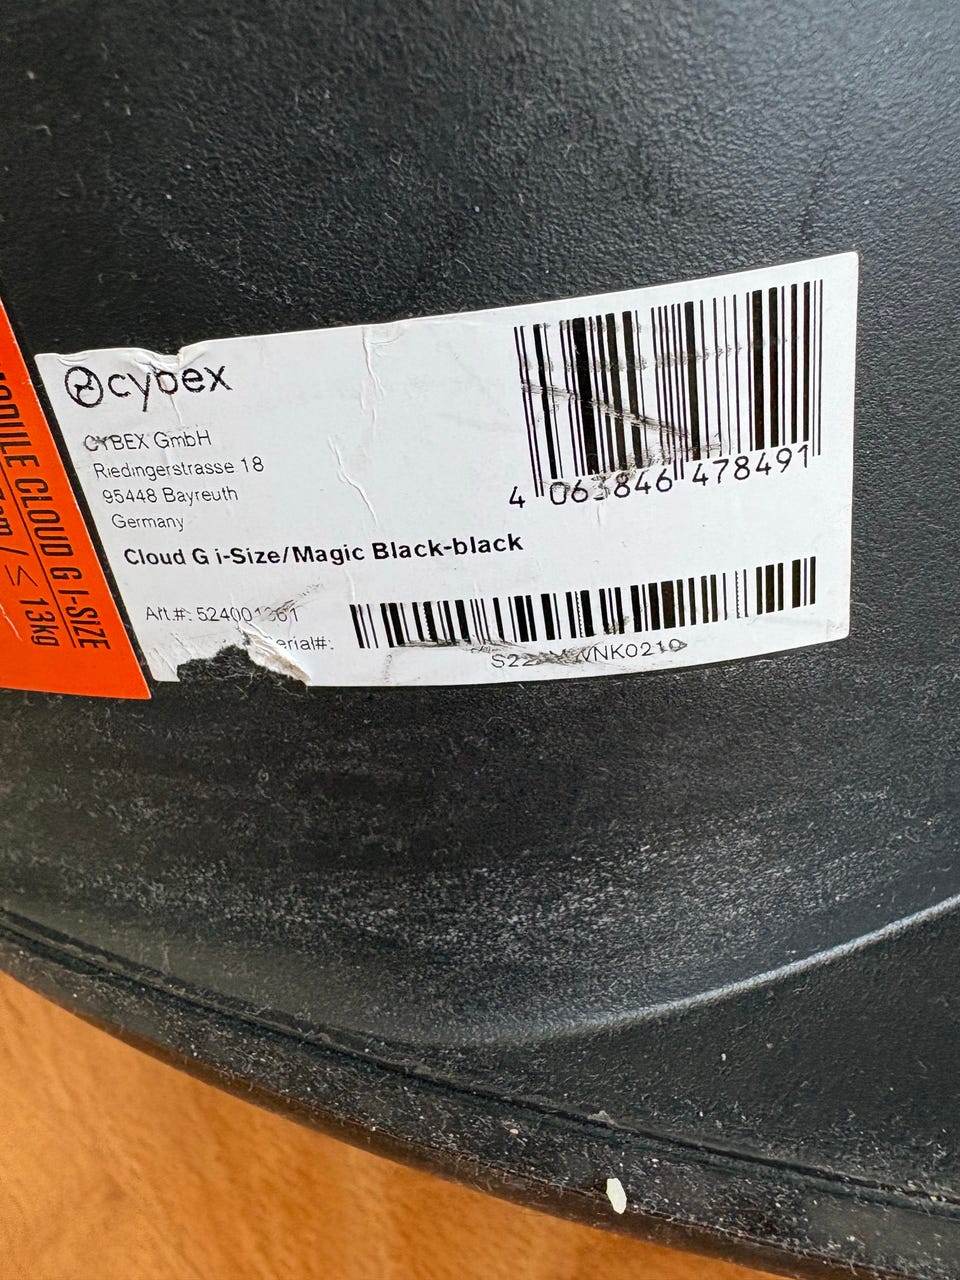 cybex
CYBEX GmbH
Riedingerstrasse 18
95448 Bayreuth
Germany
Cloud G i-Size/Magic Black-black
Art.#:
4 063846 478491
MODULE CLOUD G I-SIZE
/ ≤ 13kg